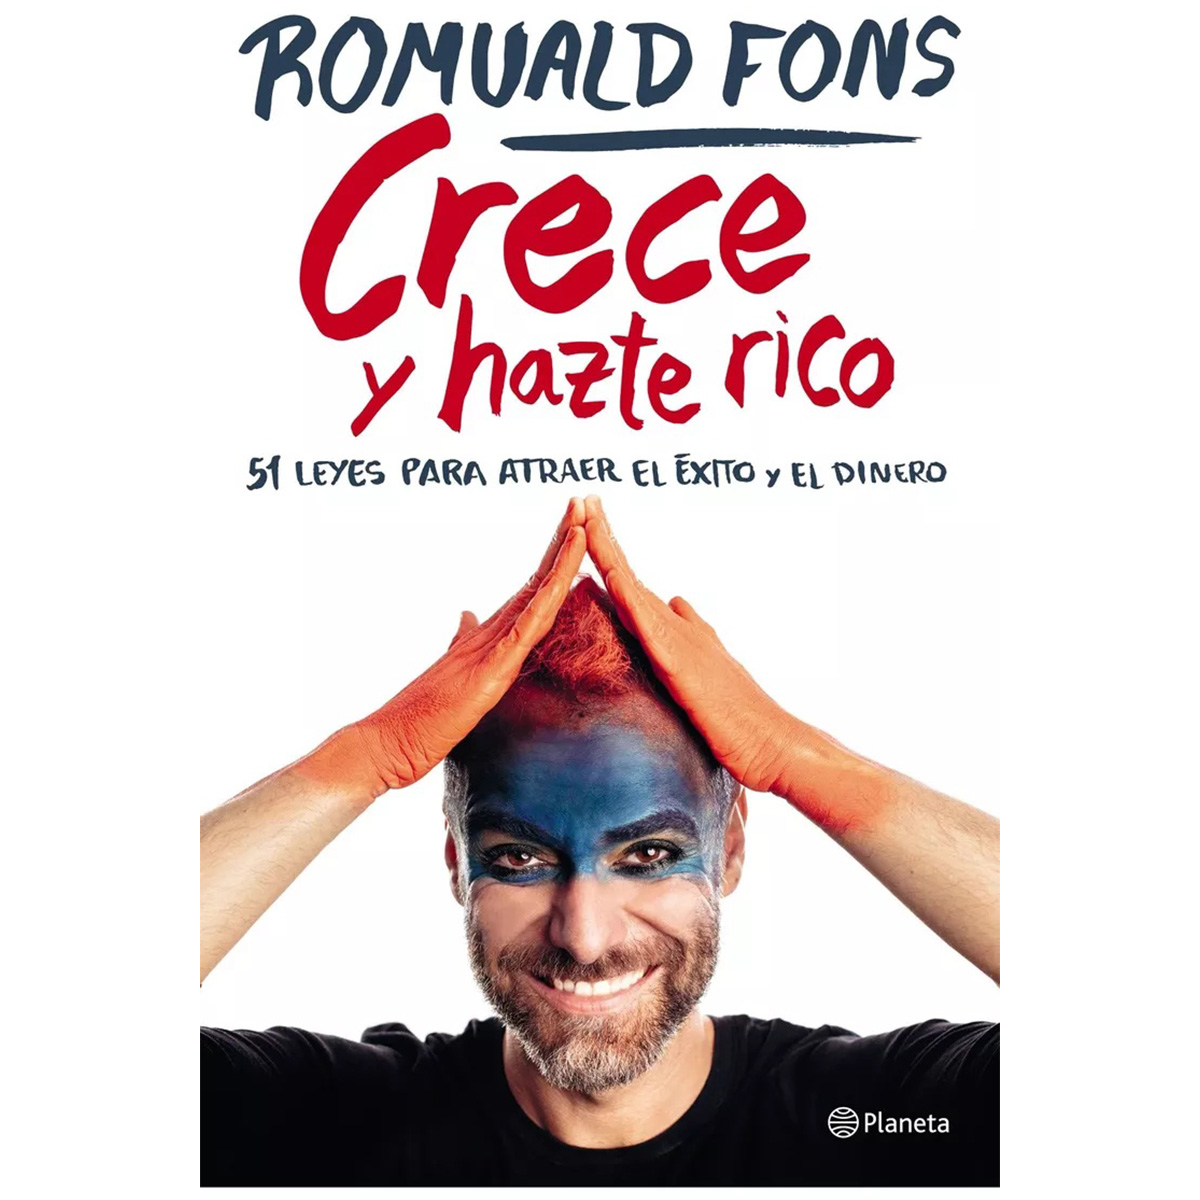 ROMUALD FONS
Crece
y hazte rico
51 LEYES PARA ATRAER EL ÉXITO y EL DINERO
Planeta